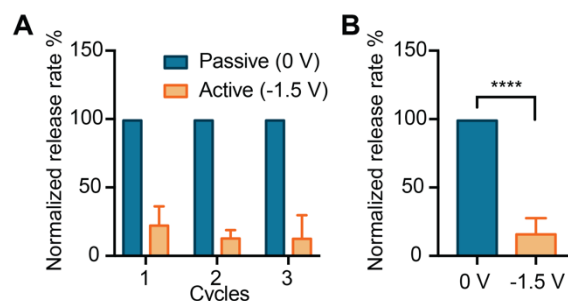 A
Normalized release rate %
150
100
50
0
Passive (0 V)
Active (-1.5 V)
1 2 3
Cycles
B
Normalized release rate %
150
100
50
0
****
0 V -1.5 V